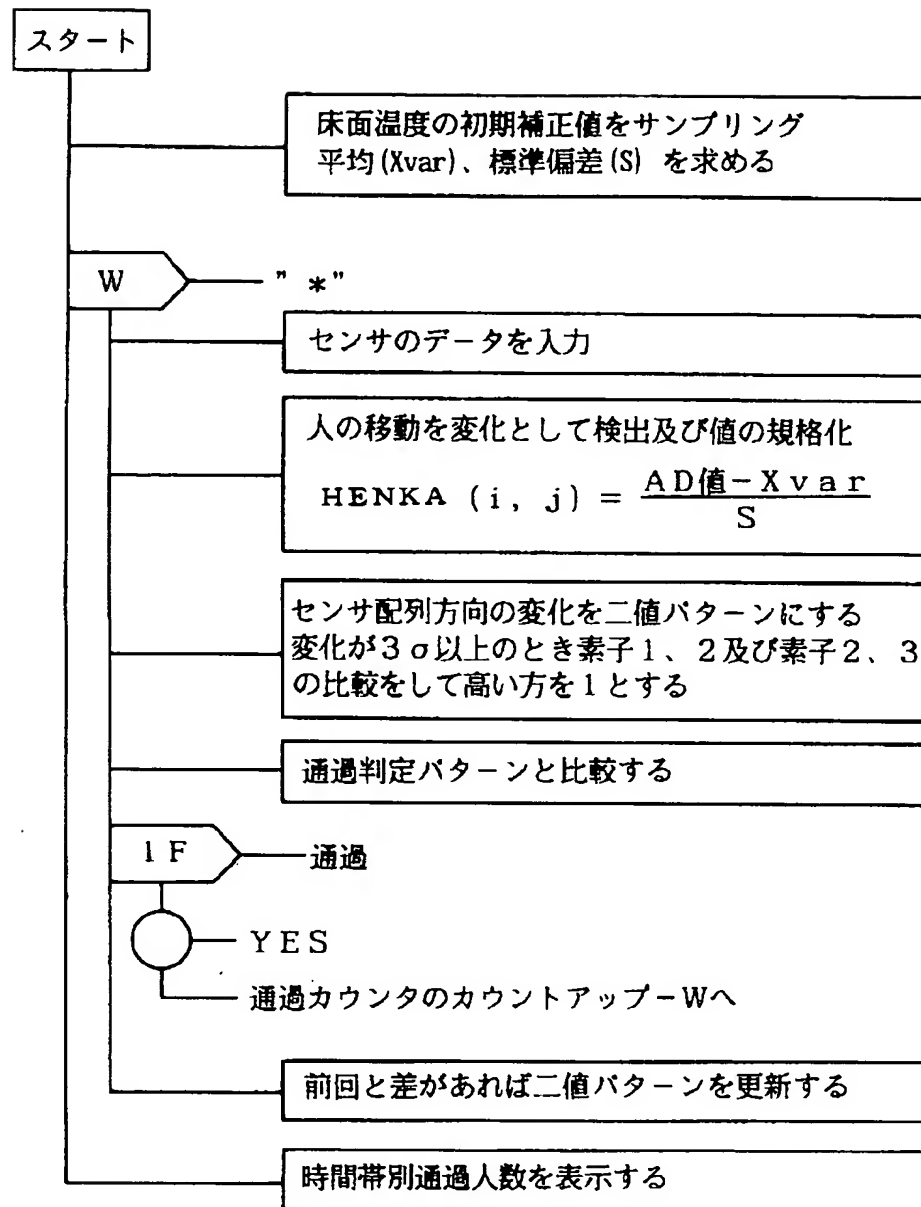 スタート
床面温度の初期補正値をサンプリング
平均(Xvar)、標準偏差(S) を求める
W
" *"
センサのデータを入力
人の移動を変化として検出及び値の規格化
HENKA (i, j) = AD値-Xvar / S
センサ配列方向の変化を二値パターンにする
変化が3σ以上のとき素子1、2及び素子2、3
の比較をして高い方を1とする
通過判定パターンと比較する
1F
通過
YES
通過カウンタのカウントアップ-Wへ
前回と差があれば二値パターンを更新する
時間帯別通過人数を表示する